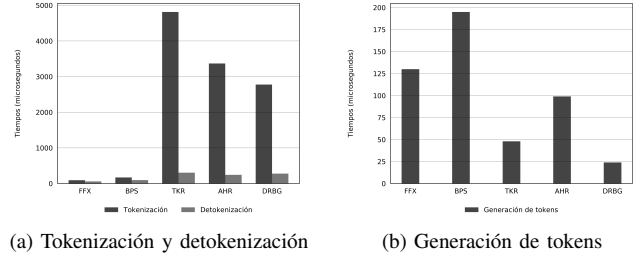 5000
4000
3000
2000
1000
0
Tiempos (microsegundos)
FFX BPS TKR AHR DRBG
Tokenización Detokenización
(a) Tokenización y detokenización
200
175
150
125
100
75
50
25
0
Tiempos (microsegundos)
FFX BPS TKR AHR DRBG
Generación de tokens
(b) Generación de tokens